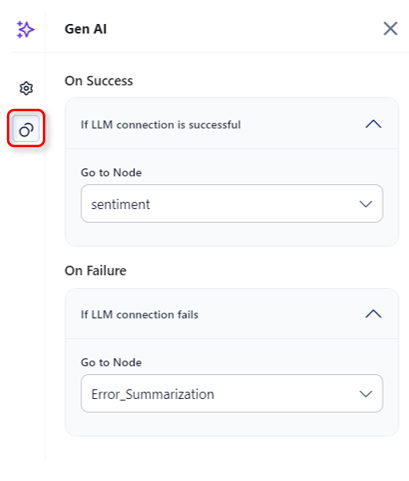 Gen AI
On Success
If LLM connection is successful
Go to Node
sentiment
On Failure
If LLM connection fails
Go to Node
Error_Summarization